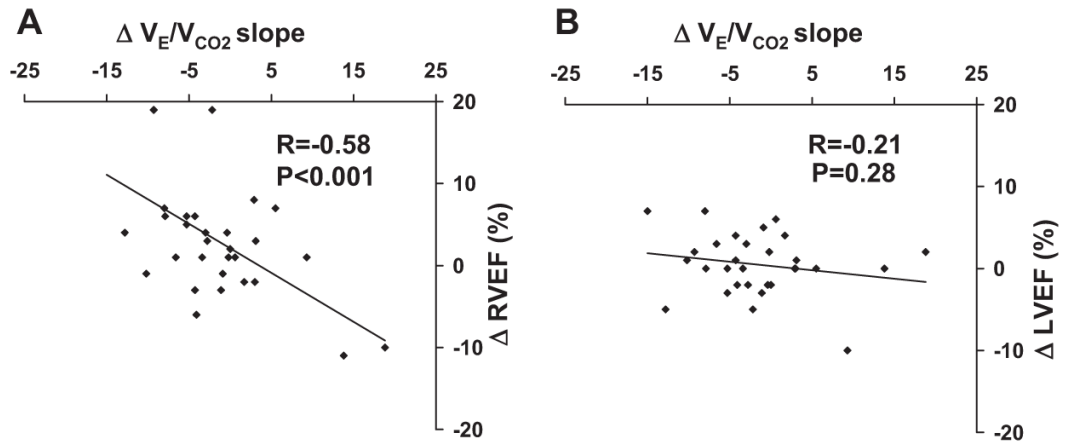 A
Δ VE/VCO2 slope
-25 -15 -5 5 15 25
20
10
0
-10
-20
R=-0.58
P<0.001
Δ RVEF (%)
B
Δ VE/VCO2 slope
-25 -15 -5 5 15 25
20
10
0
-10
-20
R=-0.21
P=0.28
Δ LVEF (%)